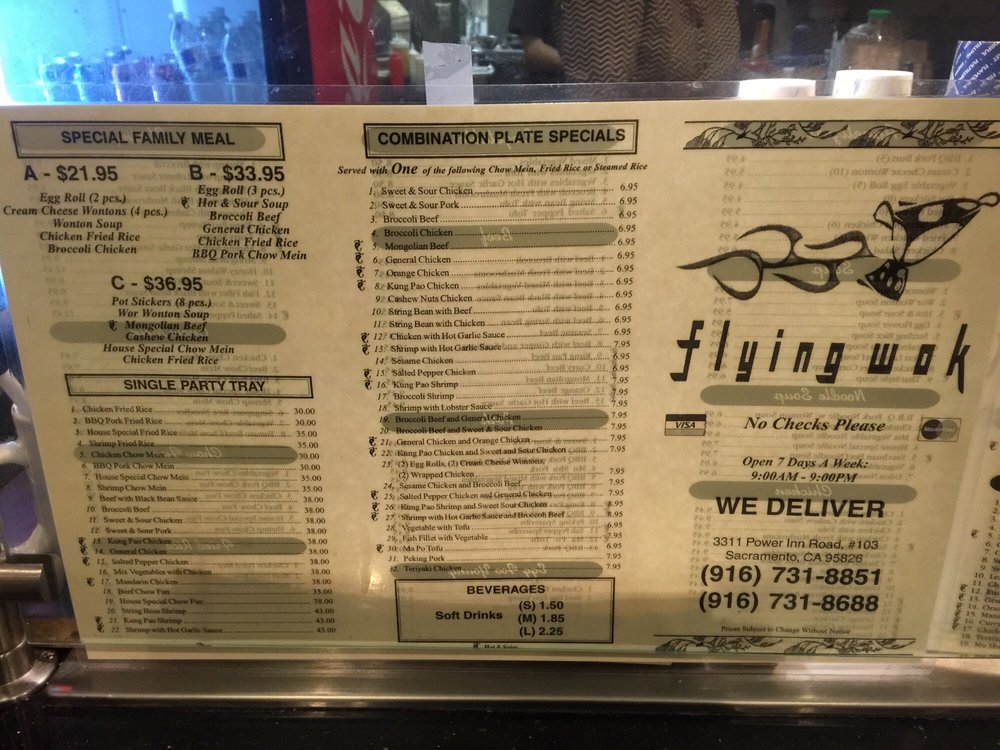 SPECIAL FAMILY MEAL
A - $21.95
Egg Roll (2 pcs.)
Cream Cheese Wontons (4 pcs.)
Wonton Soup
Chicken Fried Rice
Broccoli Chicken
B - $33.95
Egg Roll (3 pcs.)
Hot & Sour Soup
Broccoli Beef
General Chicken
Chicken Fried Rice
BBQ Pork Chow Mein
C - $36.95
Pot Stickers (8 pcs.)
Wor Wonton Soup
Mongolian Beef
Cashew Chicken
House Special Chow Mein
Chicken Fried Rice
SINGLE PARTY TRAY
1. Chicken Fried Rice 30.00
2. BBQ Pork Fried Rice 30.00
3. House Special Fried Rice 35.00
4. Shrimp Fried Rice 35.00
5. Chicken Chow Mein 30.00
6. BBQ Pork Chow Mein 30.00
7. House Special Chow Mein 35.00
8. Shrimp Chow Mein 35.00
9. Beef with Black Bean Sauce 38.00
10. Broccoli Beef 38.00
11. Sweet & Sour Chicken 38.00
12. Sweet & Sour Pork 38.00
13. Kung Pao Chicken 38.00
14. General Chicken 38.00
15. Salted Pepper Chicken 38.00
16. Mix Vegetables with Chicken 38.00
17. Mandarin Chicken 38.00
18. Beef Chow Fun 35.00
19. House Special Chow Fun 38.00
20. String Bean Shrimp 43.00
21. Kung Pao Shrimp 43.00
22. Shrimp with Hot Garlic Sauce 43.00
COMBINATION PLATE SPECIALS
Served with One of the following Chow Mein, Fried Rice or Steamed Rice
1. Sweet & Sour Chicken 6.95
2. Sweet & Sour Pork 6.95
3. Broccoli Beef 6.95
4. Broccoli Chicken 6.95
5. Mongolian Beef 6.95
6. General Chicken 6.95
7. Orange Chicken 6.95
8. Kung Pao Chicken 6.95
9. Cashew Nuts Chicken 6.95
10. String Bean with Beef 6.95
11. String Bean with Chicken 6.95
12. Chicken with Hot Garlic Sauce 6.95
13. Shrimp with Hot Garlic Sauce 7.95
14. Sesame Chicken 6.95
15. Salted Pepper Chicken 6.95
16. Kung Pao Shrimp 7.95
17. Broccoli Shrimp 7.95
18. Shrimp with Lobster Sauce 7.95
19. Broccoli Beef and General Chicken 7.95
20. Broccoli Beef and Sweet & Sour Chicken 7.95
21. General Chicken and Orange Chicken 7.95
22. Kung Pao Chicken and Sweet and Sour Chicken 7.95
23. (2) Egg Rolls, (2) Cream Cheese Wontons,
(2) Wrapped Chicken 7.95
24. Sesame Chicken and Broccoli Beef 7.95
25. Salted Pepper Chicken and General Chicken 7.95
26. Kung Pao Shrimp and Sweet Sour Chicken 8.95
27. Shrimp with Hot Garlic Sauce and Broccoli Beef 8.95
28. Vegetable with Tofu 6.95
29. Fish Fillet with Vegetable 7.95
30. Ma Po Tofu 6.95
31. Peking Pork 7.95
32. Teriyaki Chicken 6.95
BEVERAGES
Soft Drinks
(S) 1.50
(M) 1.85
(L) 2.25
Hot & Spicy
flying wok
VISA
No Checks Please
MasterCard
Open 7 Days A Week:
9:00AM - 9:00PM
WE DELIVER
3311 Power Inn Road, #103
Sacramento, CA 95826
(916) 731-8851
(916) 731-8688
Prices Subject to Change Without Notice